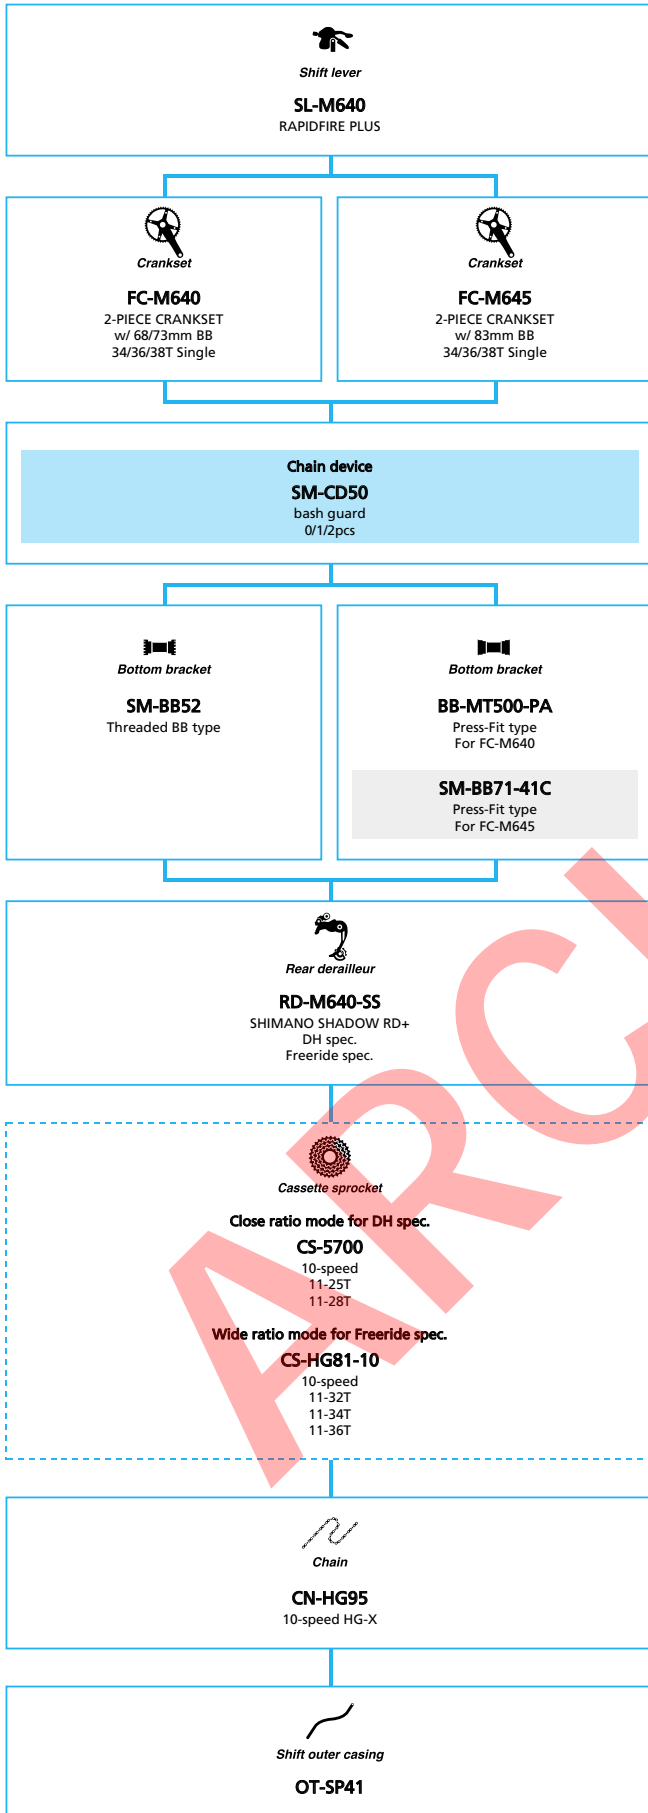 Shift lever
SL-M640
RAPIDFIRE PLUS
Crankset
FC-M640
2-PIECE CRANKSET
w/ 68/73mm BB
34/36/38T Single
Crankset
FC-M645
2-PIECE CRANKSET
w/ 83mm BB
34/36/38T Single
Chain device
SM-CD50
bash guard
0/1/2pcs
Bottom bracket
SM-BB52
Threaded BB type
Bottom bracket
BB-MT500-PA
Press-Fit type
For FC-M640
SM-BB71-41C
Press-Fit type
For FC-M645
Rear derailleur
RD-M640-SS
SHIMANO SHADOW RD+
DH spec.
Freeride spec.
Cassette sprocket
Close ratio mode for DH spec.
CS-5700
10-speed
11-25T
11-28T
Wide ratio mode for Freeride spec.
CS-HG81-10
10-speed
11-32T
11-34T
11-36T
Chain
CN-HG95
10-speed HG-X
Shift outer casing
OT-SP41